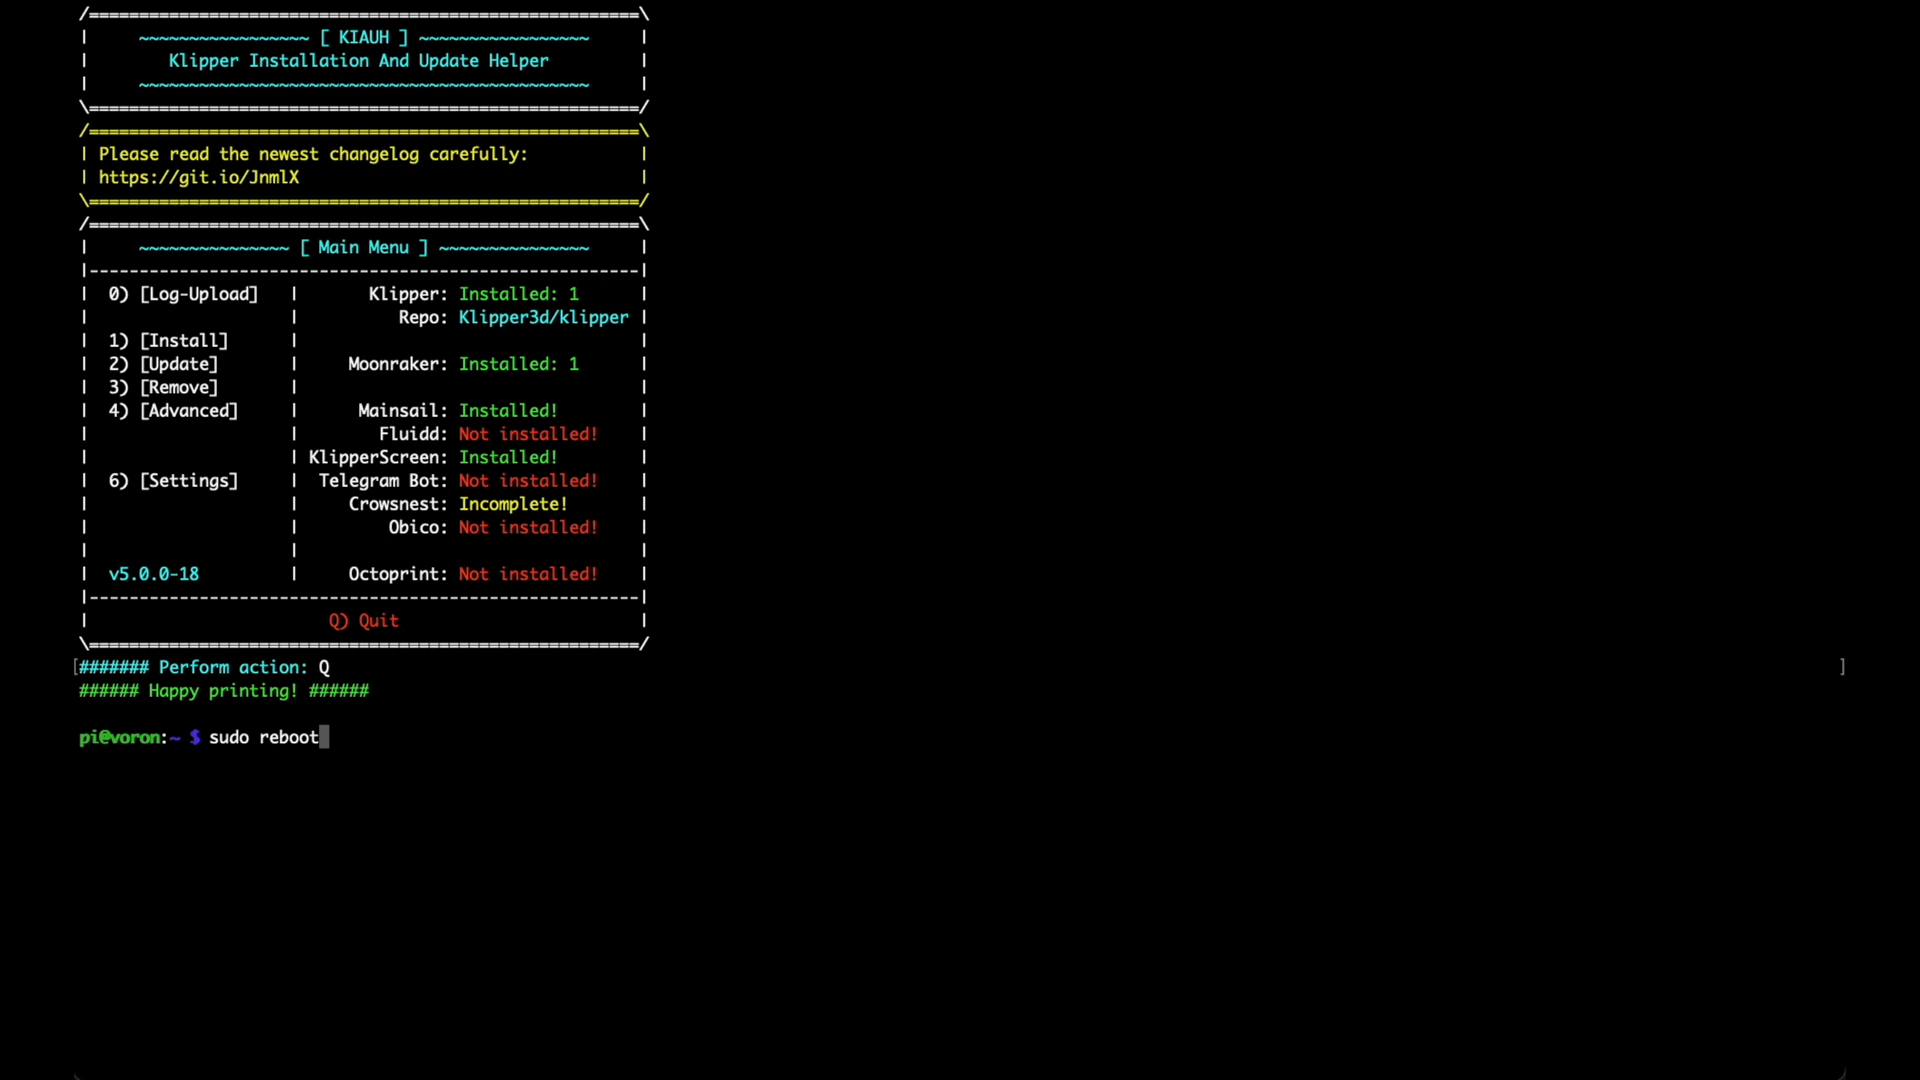 /=======================================================\
|     ~~~~~~~~~~~~~~~~~ [ KIAUH ] ~~~~~~~~~~~~~~~~~     |
|        Klipper Installation And Update Helper         |
|     ~~~~~~~~~~~~~~~~~~~~~~~~~~~~~~~~~~~~~~~~~~~~~     |
\=======================================================/
/=======================================================\
| Please read the newest changelog carefully:           |
| https://git.io/JnmlX                                  |
\=======================================================/
/=======================================================\
|     ~~~~~~~~~~~~~~~ [ Main Menu ] ~~~~~~~~~~~~~~~     |
|-------------------------------------------------------|
|  0) [Log-Upload]   |       Klipper: Installed: 1      |
|                    |          Repo: Klipper3d/klipper |
|  1) [Install]      |                                  |
|  2) [Update]       |     Moonraker: Installed: 1      |
|  3) [Remove]       |                                  |
|  4) [Advanced]     |      Mainsail: Installed!        |
|                    |        Fluidd: Not installed!    |
|                    | KlipperScreen: Installed!        |
|  6) [Settings]     |  Telegram Bot: Not installed!    |
|                    |     Crowsnest: Incomplete!       |
|                    |         Obico: Not installed!    |
|                    |                                  |
|  v5.0.0-18         |     Octoprint: Not installed!    |
|-------------------------------------------------------|
|                        Q) Quit                        |
\=======================================================/
[####### Perform action: Q ]
###### Happy printing! ######
pi@voron:~ $ sudo reboot